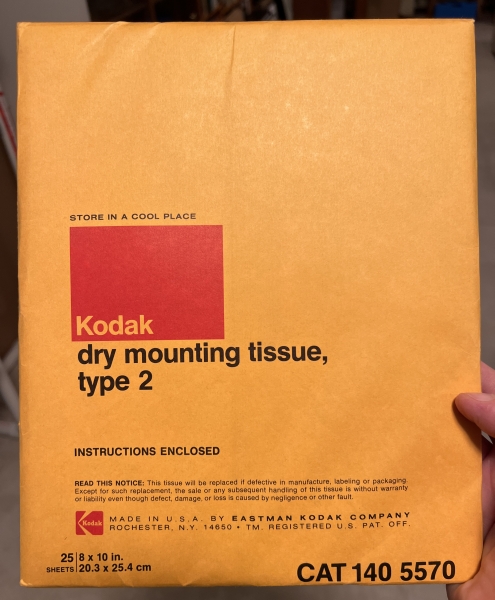 STORE IN A COOL PLACE
Kodak
dry mounting tissue,
type 2
INSTRUCTIONS ENCLOSED
READ THIS NOTICE: This tissue will be replaced if defective in manufacture, labeling or packaging.
Except for such replacement, the sale or any subsequent handling of this tissue is without warranty
or liability even though defect, damage, or loss is caused by negligence or other fault.
Kodak
MADE IN U.S.A. BY EASTMAN KODAK COMPANY
ROCHESTER, N.Y. 14650 • TM. REGISTERED U.S. PAT. OFF.
25 8 x 10 in.
SHEETS 20.3 x 25.4 cm
CAT 140 5570